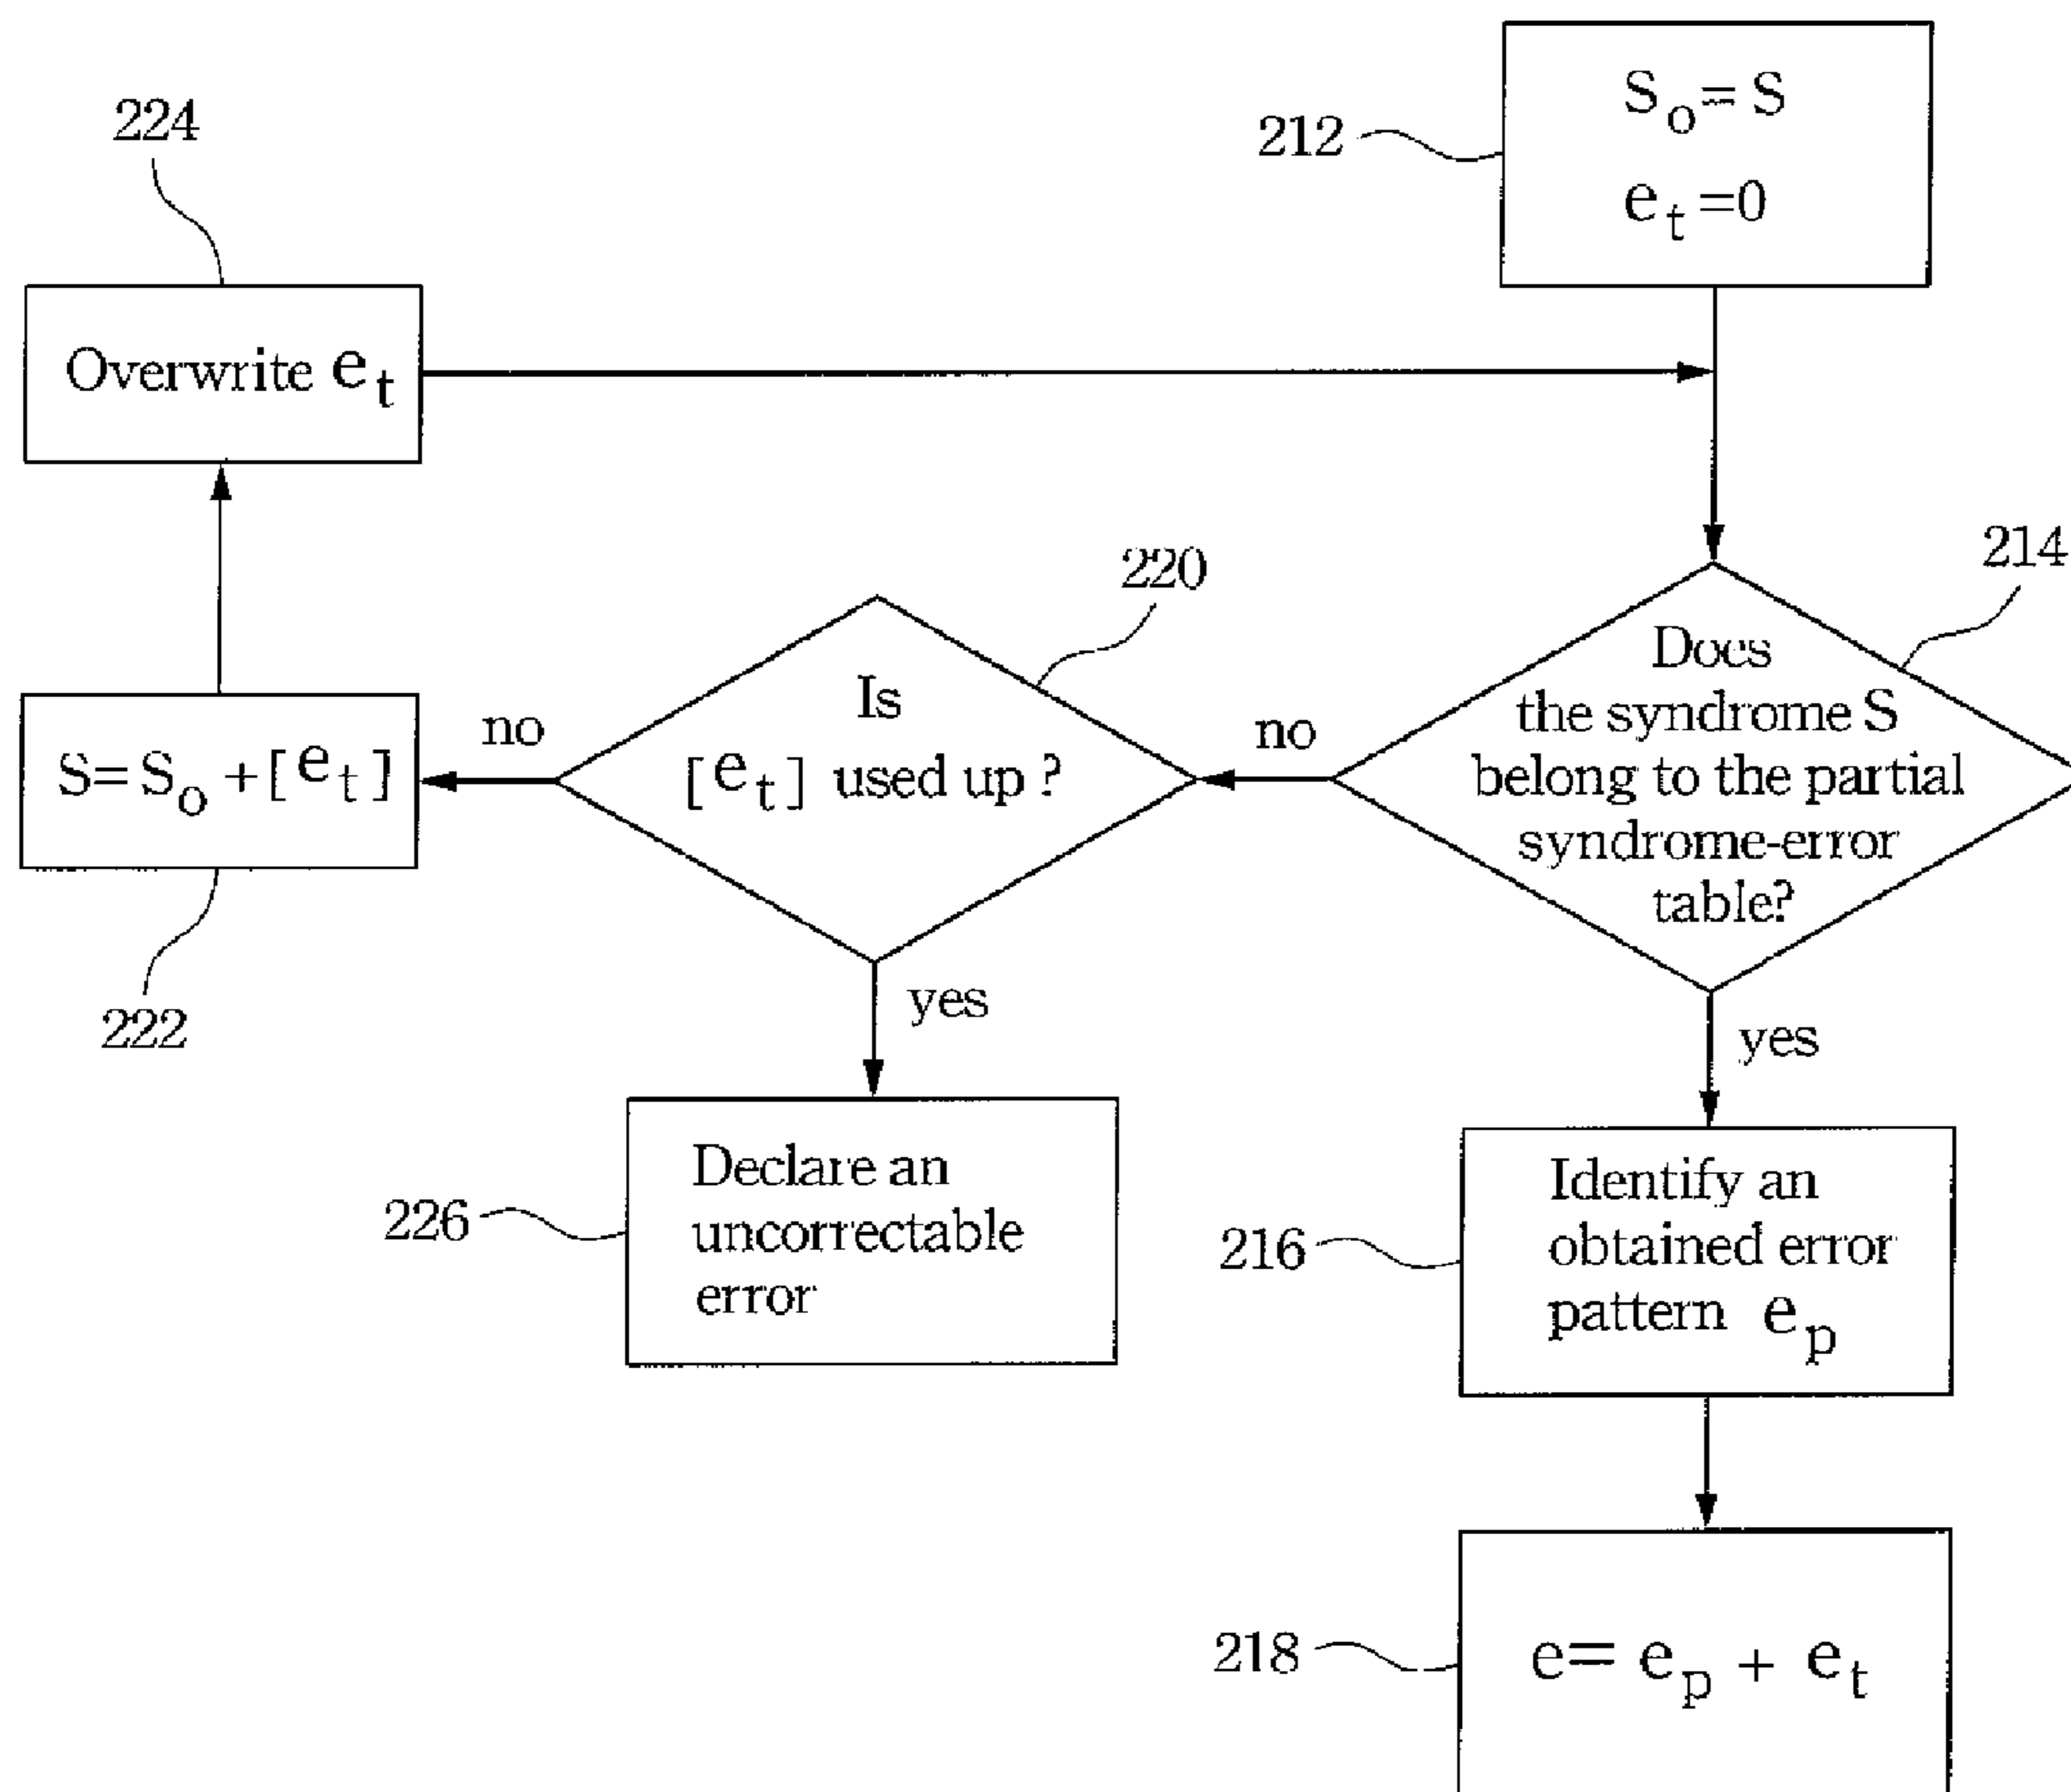 212
S₀= S
eₜ=0
224
Overwrite eₜ
214
Does
the syndrome S
belong to the partial
syndrome-error
table?
220
Is
[eₜ] used up ?
no
no
S= S₀ +[eₜ]
222
yes
yes
226
Declare an
uncorrectable
error
216
Identify an
obtained error
pattern eₚ
218
e= eₚ + eₜ